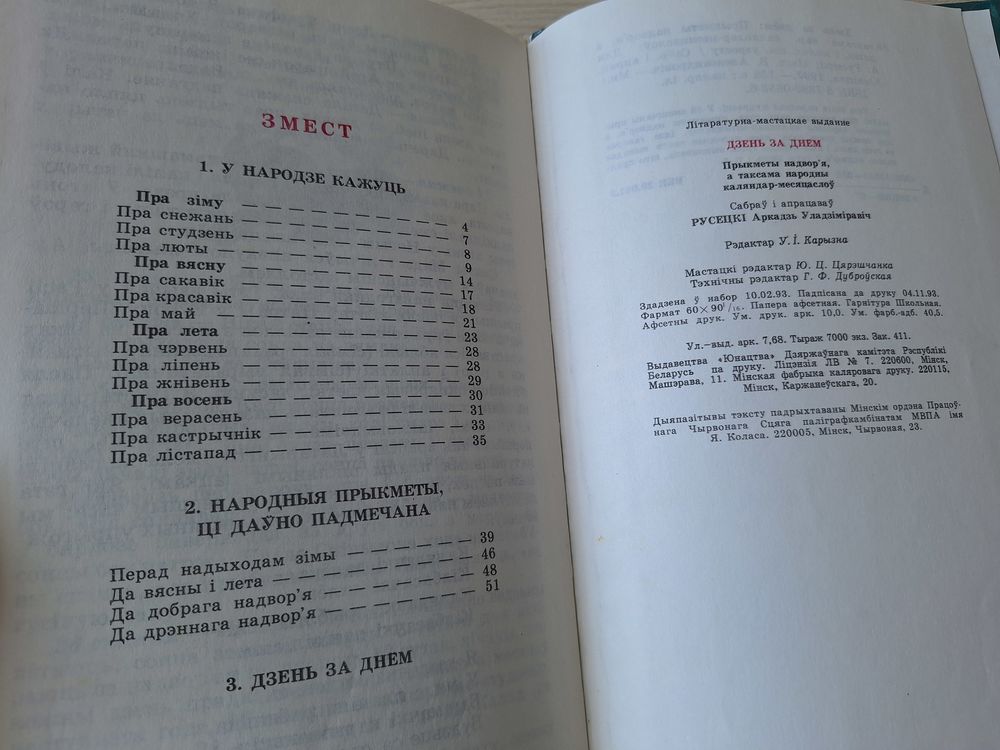 ЗМЕСТ
1. У НАРОДЗЕ КАЖУЦЬ
Пра зіму — — — — — — — — — 4
Пра снежань — — — — — — — — — 7
Пра студзень — — — — — — — — — 8
Пра люты — — — — — — — — — 9
Пра вясну — — — — — — — — — 14
Пра сакавік — — — — — — — — — 17
Пра красавік — — — — — — — — — 18
Пра май — — — — — — — — — 21
Пра лета — — — — — — — — — 23
Пра чэрвень — — — — — — — — — 28
Пра ліпень — — — — — — — — — 28
Пра жнівень — — — — — — — — — 29
Пра восень — — — — — — — — — 30
Пра верасень — — — — — — — — — 31
Пра кастрычнік — — — — — — — — 33
Пра лістапад — — — — — — — — — 35
2. НАРОДНЫЯ ПРЫКМЕТЫ,
ЦІ ДАЎНО ПАДМЕЧАНА
Перад надыходам зімы — — — — — 39
Да вясны і лета — — — — — — — — 46
Да добрага надвор'я — — — — — — 48
Да дрэннага надвор'я — — — — — — 51
3. ДЗЕНЬ ЗА ДНЕМ
Літаратурна-мастацкае выданне
ДЗЕНЬ ЗА ДНЕМ
Прыкметы надвор'я,
а таксама народны
каляндар-месяцаслоў
Сабраў і апрацаваў
РУСЕЦКІ Аркадзь Уладзіміравіч
Рэдактар У. І. Карызна
Мастацкі рэдактар Ю. Ц. Цярэшчанка
Тэхнічны рэдактар Г. Ф. Дуброўская
Здадзена ў набор 10.02.93. Падпісана да друку 04.11.93.
Фармат 60×90¹/₁₆. Папера афсетная. Гарнітура Школьная.
Афсетны друк. Ум. друк. арк. 10,0. Ум. фарб.-адб. 40,5.
Ул.-выд. арк. 7,68. Тыраж 7000 экз. Зак. 411.
Выдавецтва «Юнацтва» Дзяржаўнага камітэта Рэспублікі
Беларусь па друку. Ліцэнзія ЛВ № 7. 220600, Мінск,
Машэрава, 11. Мінская фабрыка каляровага друку. 220115,
Мінск, Каржанеўскага, 20.
Дыяпазітывы тэксту падрыхтаваны Мінскім ордэна Працоў-
нага Чырвонага Сцяга паліграфкамбінатам МВПА імя
Я. Коласа. 220005, Мінск, Чырвоная, 23.